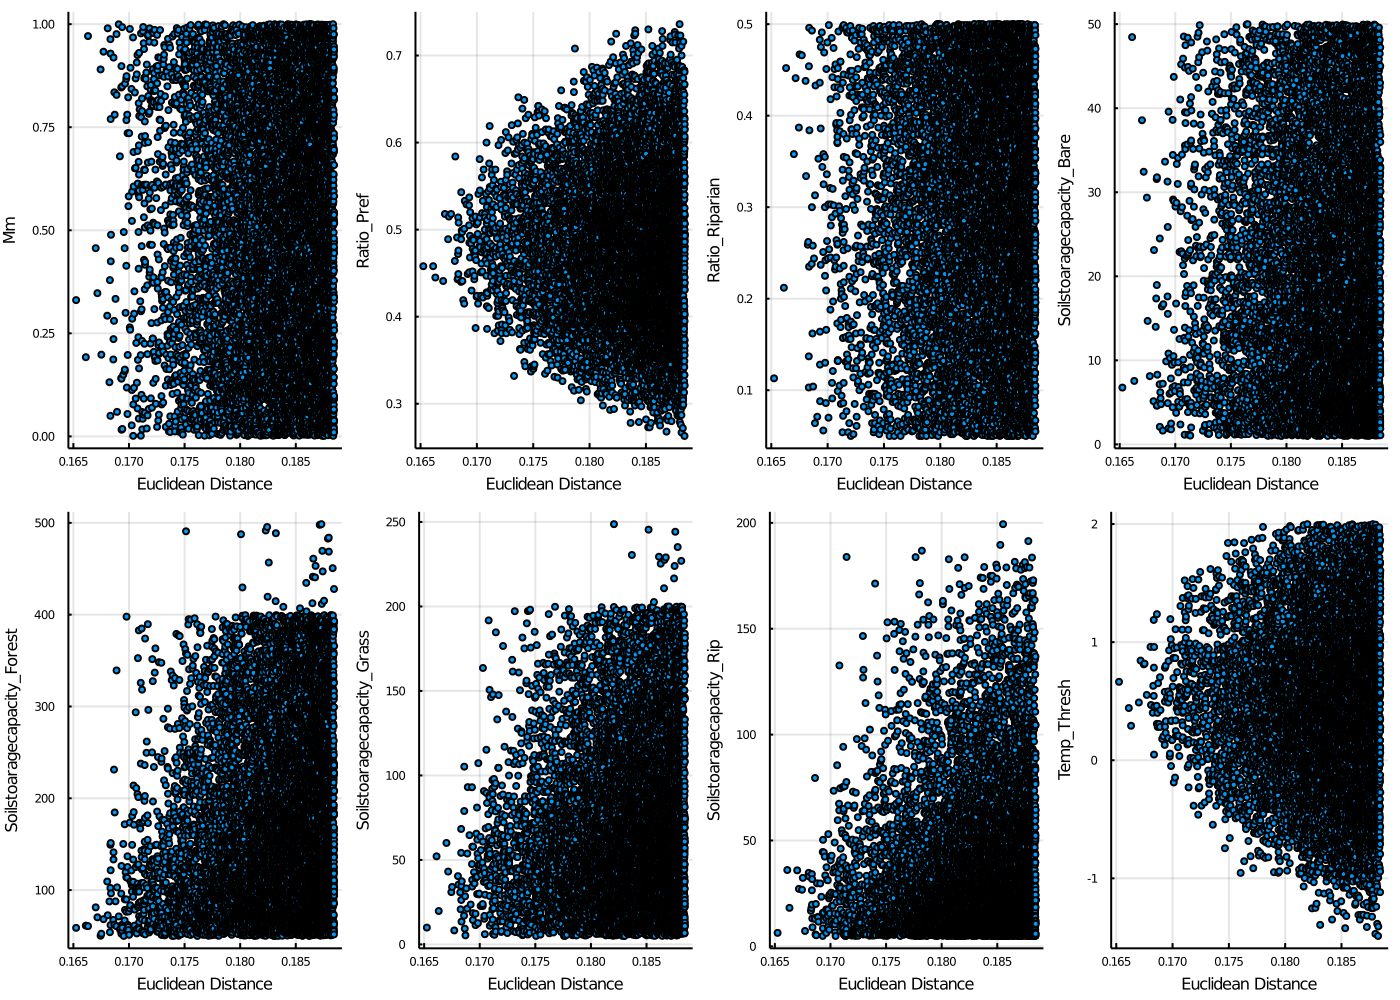 Mm
1.00
0.75
0.50
0.25
0.00
0.165 0.170 0.175 0.180 0.185
Euclidean Distance
Ratio_Pref
0.7
0.6
0.5
0.4
0.3
0.165 0.170 0.175 0.180 0.185
Euclidean Distance
Ratio_Riparian
0.5
0.4
0.3
0.2
0.1
0.165 0.170 0.175 0.180 0.185
Euclidean Distance
Soilstoaragecapacity_Bare
50
40
30
20
10
0
0.165 0.170 0.175 0.180 0.185
Euclidean Distance
Soilstoaragecapacity_Forest
500
400
300
200
100
0.165 0.170 0.175 0.180 0.185
Euclidean Distance
Soilstoaragecapacity_Grass
250
200
150
100
50
0
0.165 0.170 0.175 0.180 0.185
Euclidean Distance
Soilstoaragecapacity_Rip
200
150
100
50
0
0.165 0.170 0.175 0.180 0.185
Euclidean Distance
Temp_Thresh
2
1
0
-1
0.165 0.170 0.175 0.180 0.185
Euclidean Distance